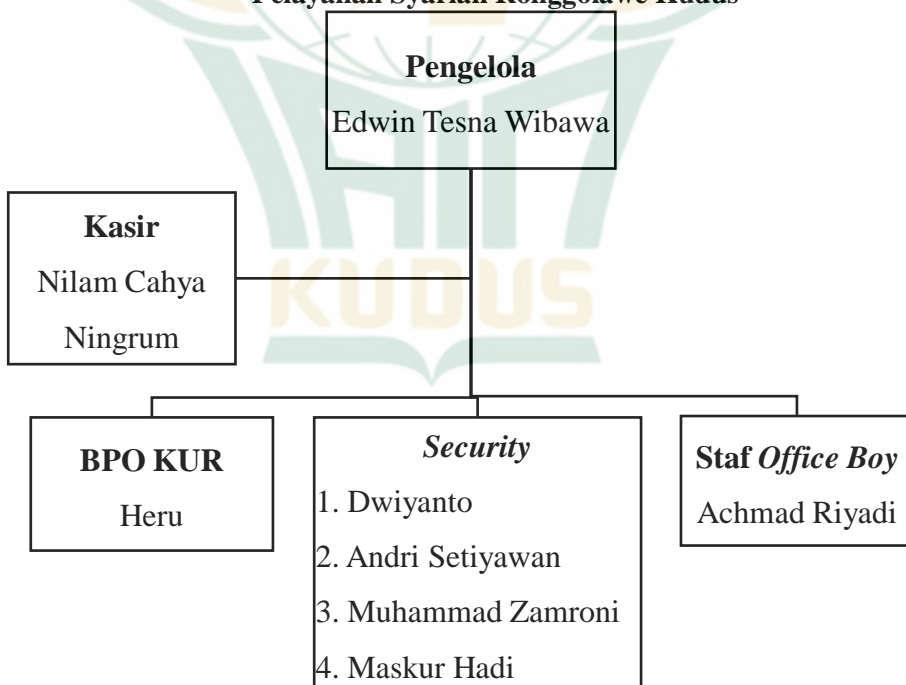 Pelayanan Syariah Ronggolawe Kudus
Pengelola
Edwin Tesna Wibawa
Kasir
Nilam Cahya
Ningrum
KUDUS
BPO KUR
Heru
Security
1. Dwiyanto
2. Andri Setiyawan
3. Muhammad Zamroni
4. Maskur Hadi
Staf Office Boy
Achmad Riyadi